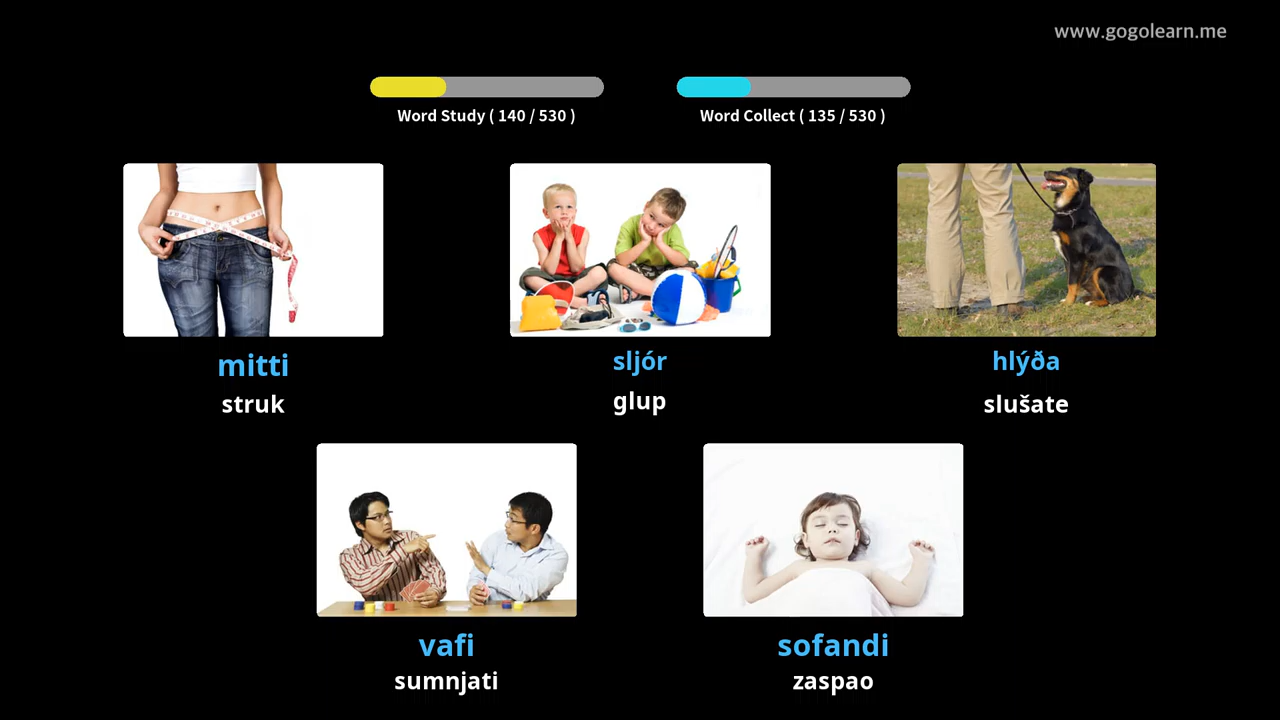 www.gogolearn.me
Word Study ( 140 / 530 )
Word Collect ( 135 / 530 )
mitti
struk
sljór
glup
hlýða
slušate
vafi
sumnjati
sofandi
zaspao